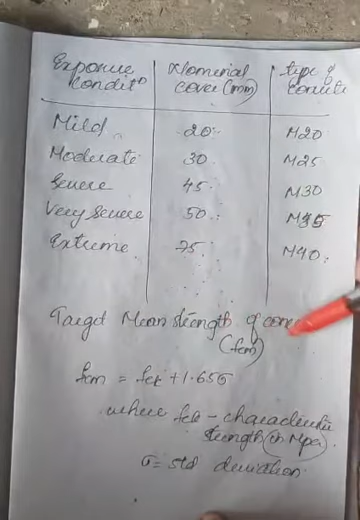 Exposure Nominal type of
Conditn cover (mm) concrete
Mild 20 M20
Moderate 30 M25
Severe 45 M30
Very severe 50 M35
Extreme 75 M40
Target Mean strength of conc
(fcm)
fcm = fck + 1.65σ
where fck - characteristic
strength (in Mpa)
σ = std deviation